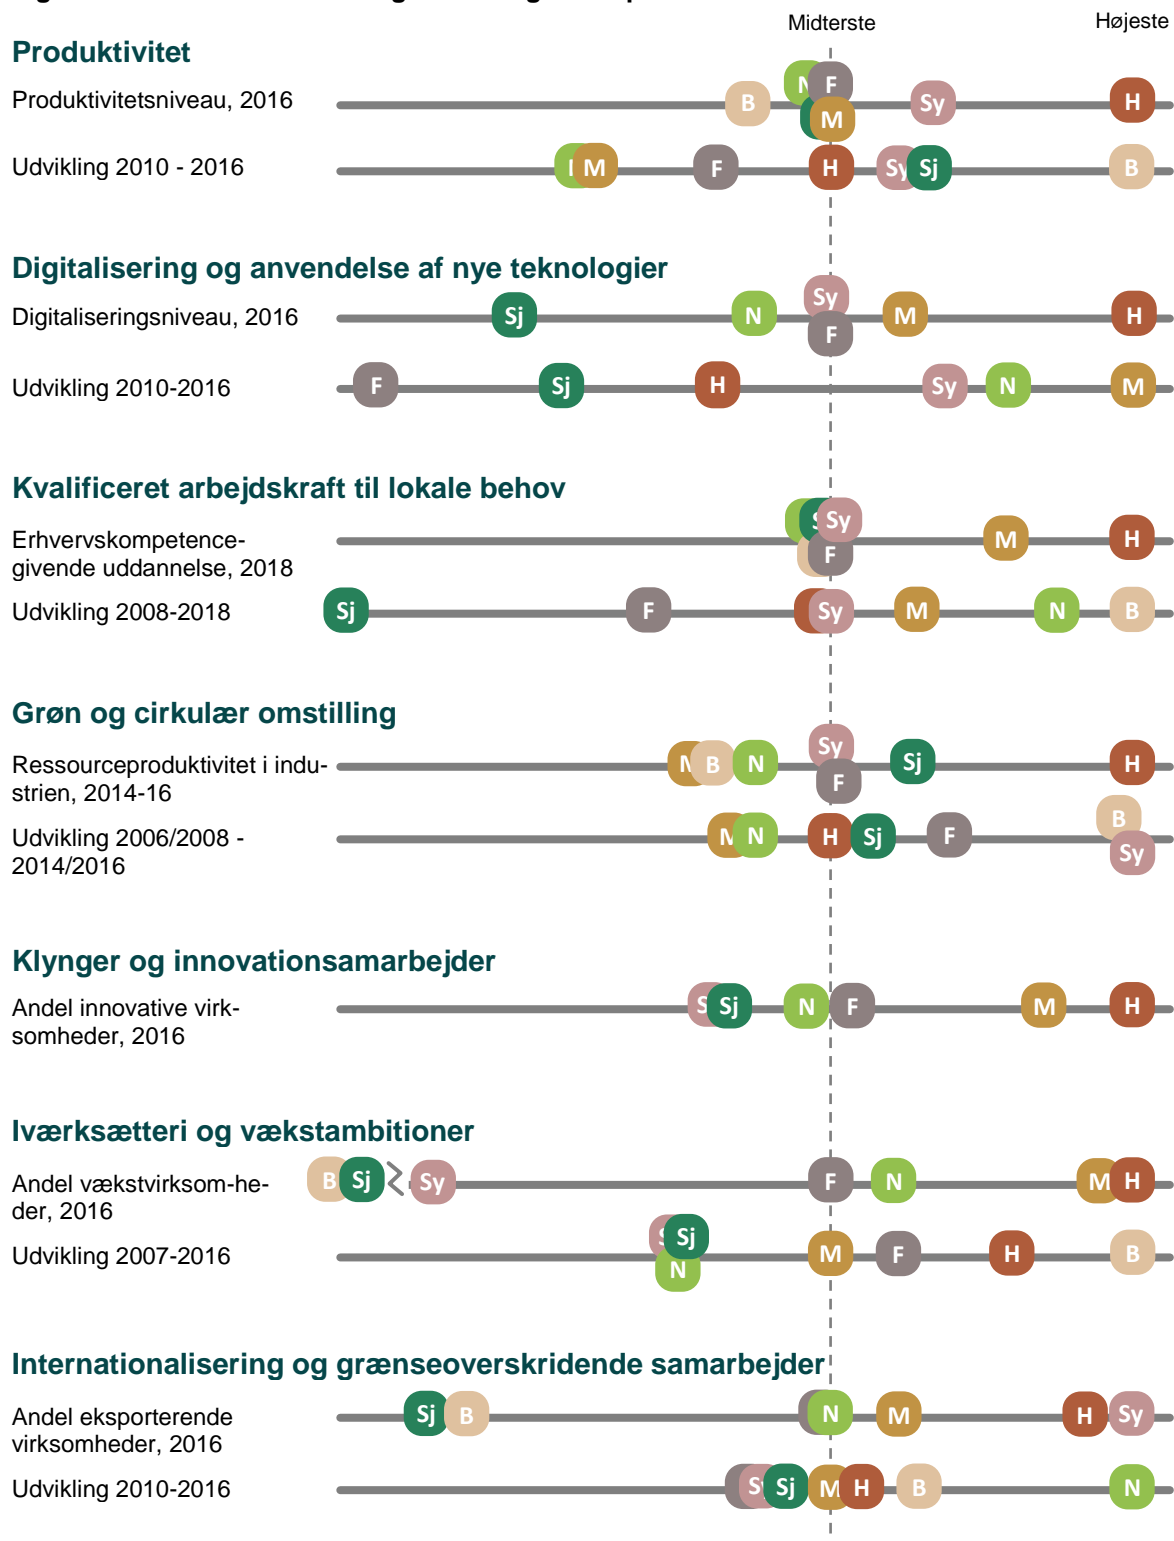 Midterste
Højeste
Produktivitet
N F
Produktivitetsniveau, 2016
B Sy H
M
Udvikling 2010 - 2016
M F H Sy Sj B
Digitalisering og anvendelse af nye teknologier
Sy
Digitaliseringsniveau, 2016
Sj N M H
F
Udvikling 2010-2016
F Sj H Sy N M
Kvalificeret arbejdskraft til lokale behov
Sy
Erhvervskompetence-
givende uddannelse, 2018
M H
F
Udvikling 2008-2018
Sj F Sy M N B
Grøn og cirkulær omstilling
Sy
Ressourceproduktivitet i indu-
strien, 2014-16
M B N Sj H
F
Udvikling 2006/2008 -
2014/2016
B
M N H Sj F
Sy
Klynger og innovationsamarbejder
Andel innovative virk-
somheder, 2016
S Sj N F M H
Iværksætteri og vækstambitioner
Andel vækstvirksom-he-
der, 2016
B Sj Sy F N M H
Udvikling 2007-2016
Sj
M F H B
N
Internationalisering og grænseoverskridende samarbejder
Andel eksporterende
virksomheder, 2016
Sj B N M H Sy
Udvikling 2010-2016
Sy Sj M H B N